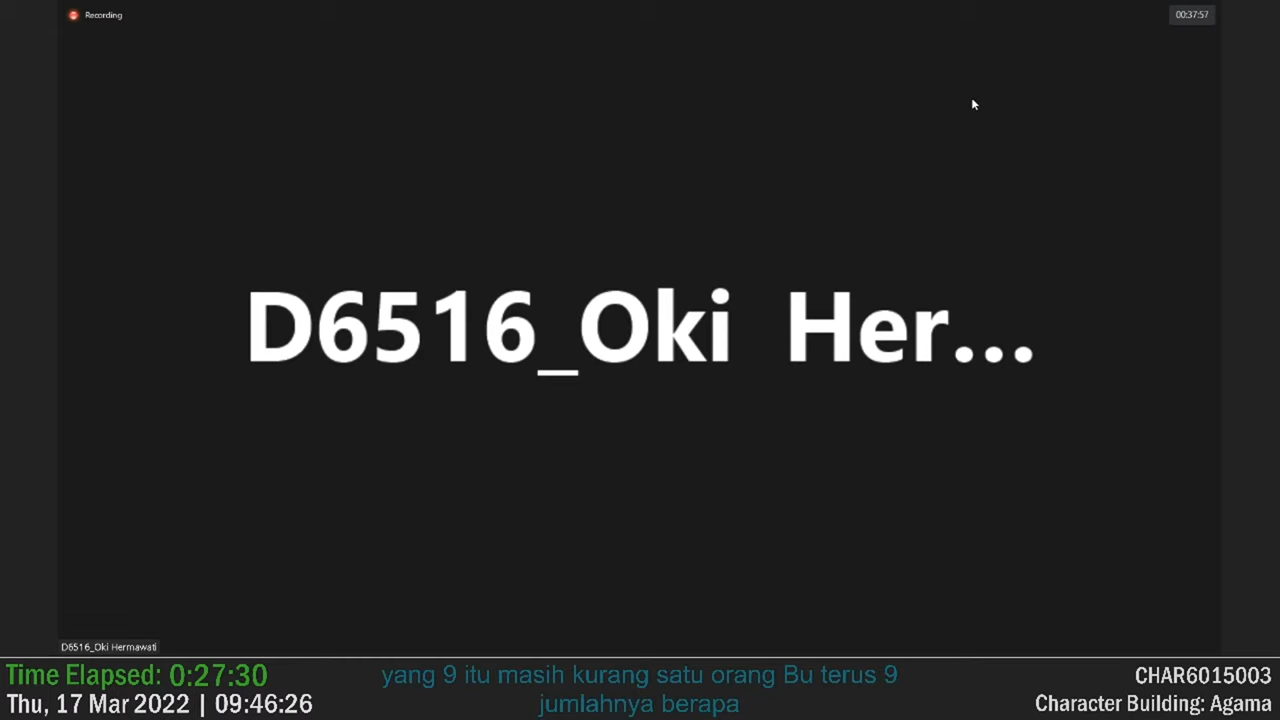 Recording
00:37:57
D6516_Oki Her...
D6516_Oki Hermawati
Time Elapsed: 0:27:30
Thu, 17 Mar 2022 | 09:46:26
yang 9 itu masih kurang satu orang Bu terus 9
jumlahnya berapa
CHAR6015003
Character Building: Agama